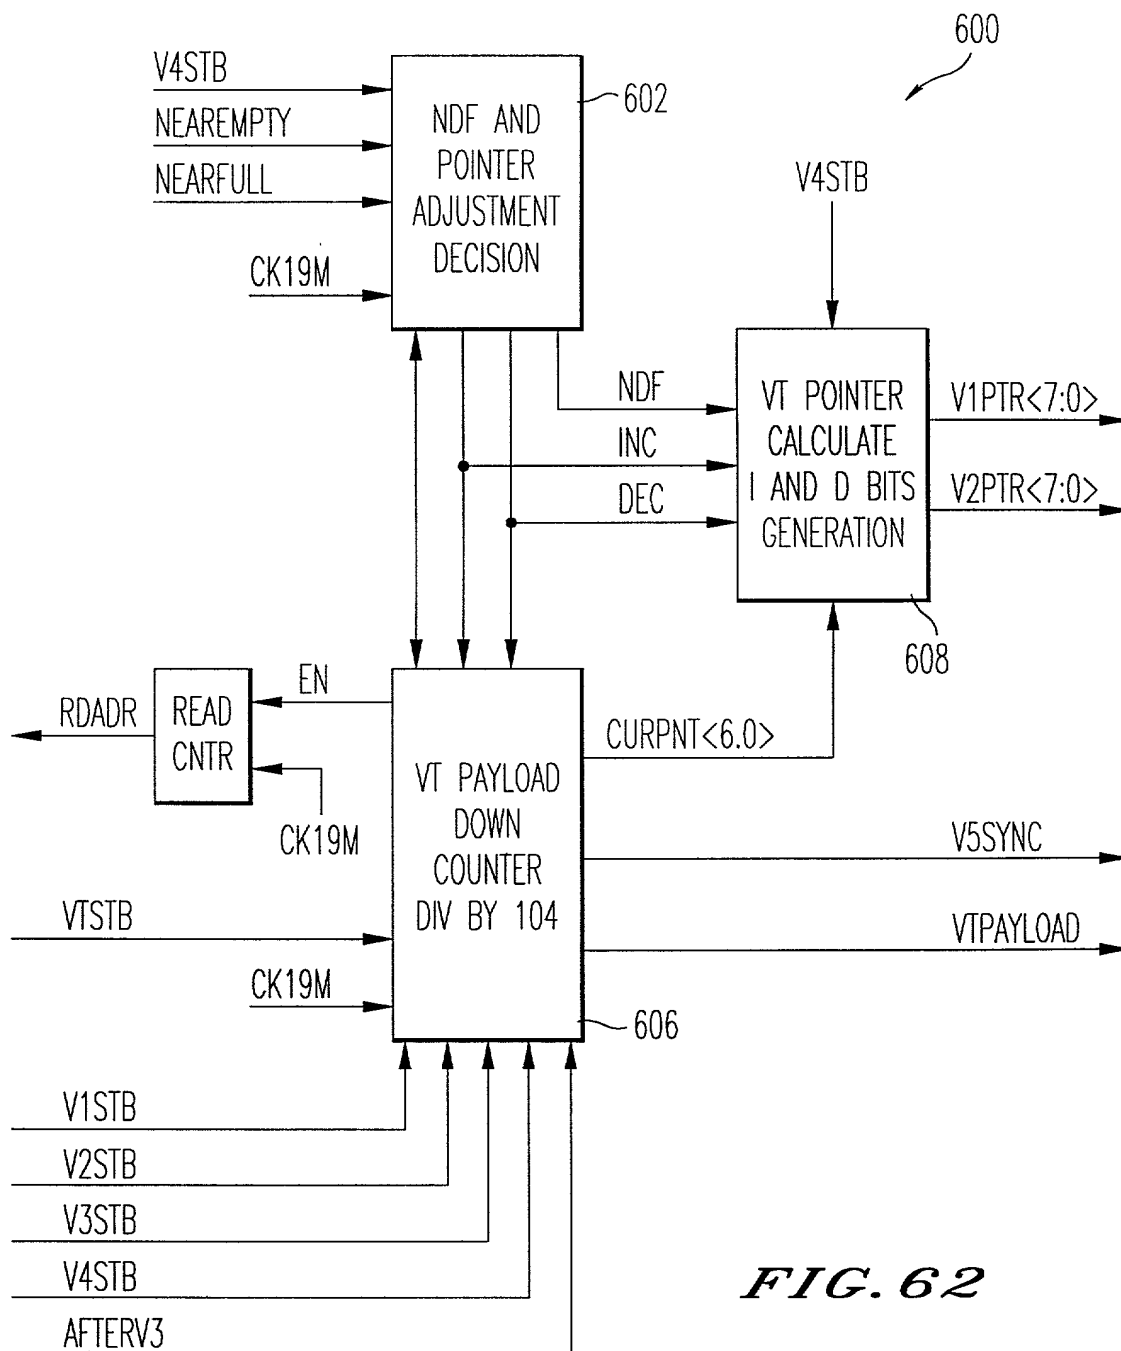 600
V4STB
NEAREMPTY
NEARFULL
CK19M
NDF AND
POINTER
ADJUSTMENT
DECISION
602
V4STB
NDF
INC
DEC
VT POINTER
CALCULATE
I AND D BITS
GENERATION
V1PTR<7:0>
V2PTR<7:0>
608
RDADR
READ
CNTR
EN
CK19M
CURPNT<6.0>
VT PAYLOAD
DOWN
COUNTER
DIV BY 104
V5SYNC
VTPAYLOAD
VTSTB
CK19M
606
V1STB
V2STB
V3STB
V4STB
AFTERV3
FIG. 62